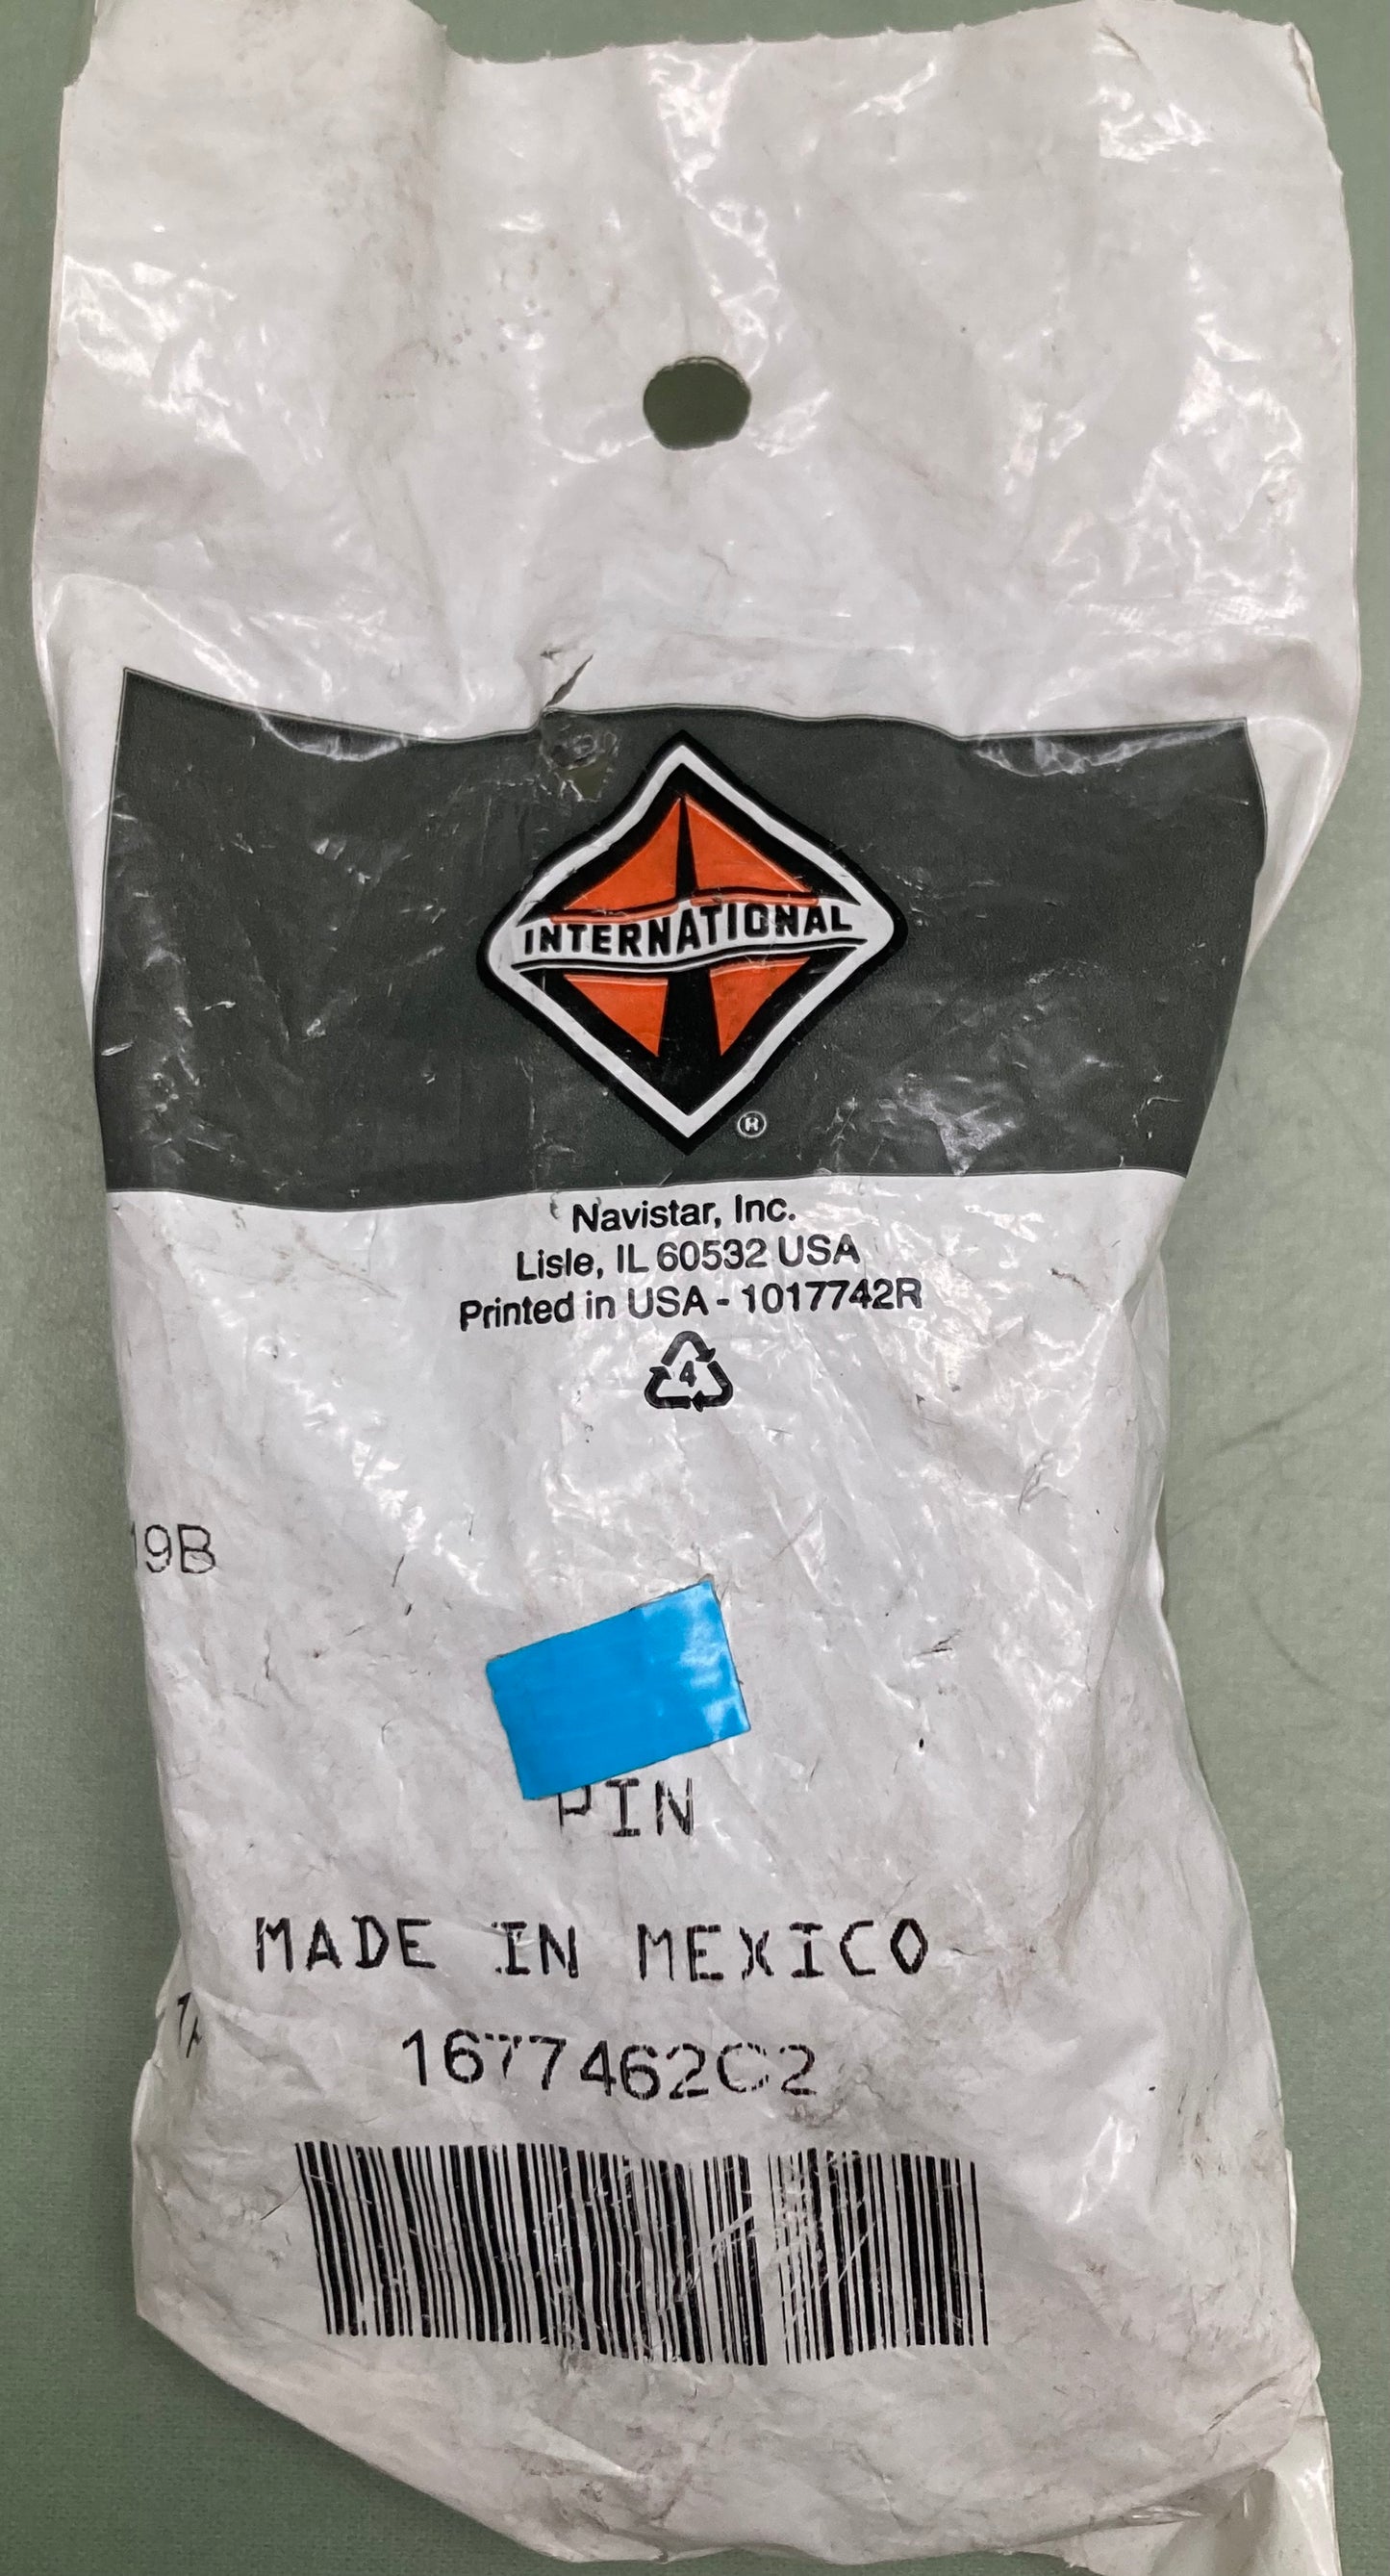 INTERNATIONAL
®
Navistar, Inc.
Lisle, IL 60532 USA
Printed in USA - 1017742R
4
19B
PIN
MADE IN MEXICO
1677462C2